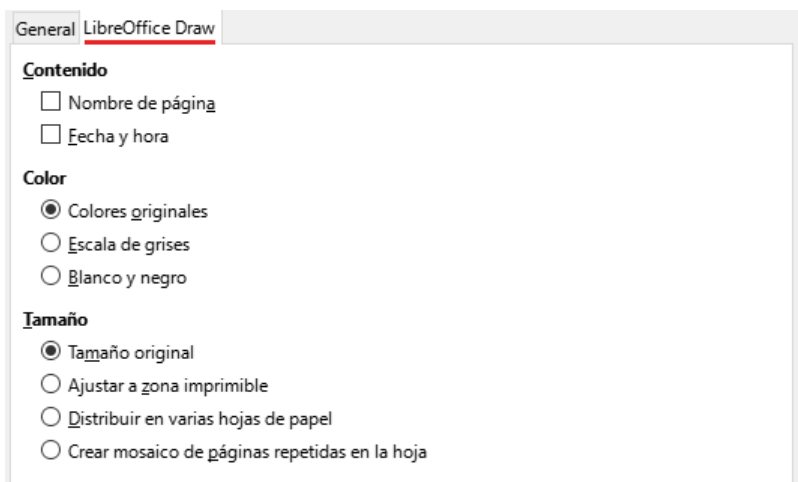 General LibreOffice Draw
Contenido
Nombre de página
Fecha y hora
Color
Colores originales
Escala de grises
Blanco y negro
Tamaño
Tamaño original
Ajustar a zona imprimible
Distribuir en varias hojas de papel
Crear mosaico de páginas repetidas en la hoja